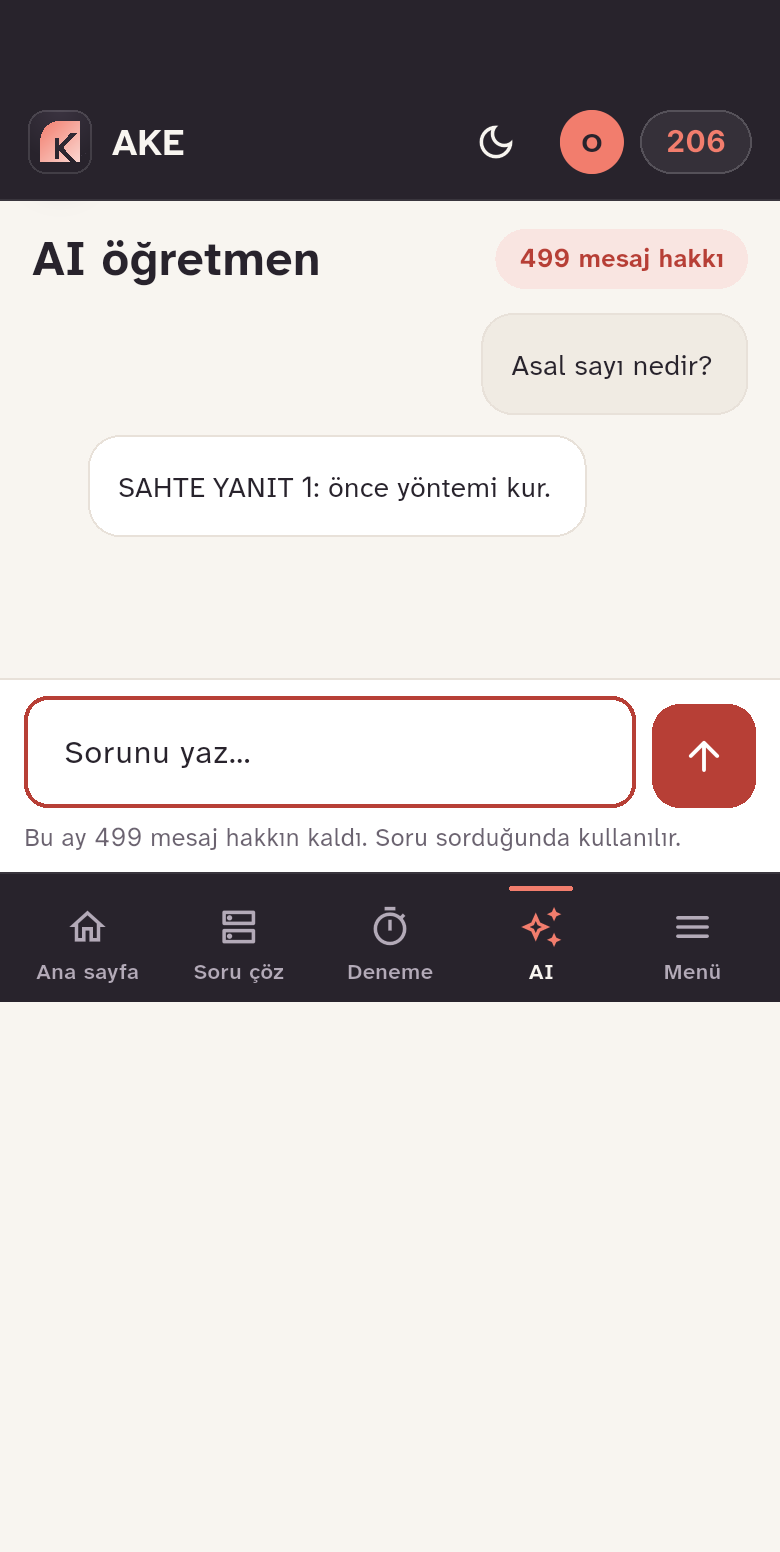 AKE
O
206
AI öğretmen
499 mesaj hakkı
Asal sayı nedir?
SAHTE YANIT 1: önce yöntemi kur.
Sorunu yaz...
Bu ay 499 mesaj hakkın kaldı. Soru sorduğunda kullanılır.
Ana sayfa
Soru çöz
Deneme
AI
Menü